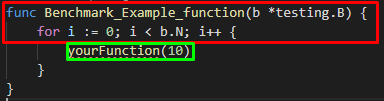 func Benchmark_Example_function(b *testing.B) {
    for i := 0; i < b.N; i++ {
        yourFunction(10)
    }
}